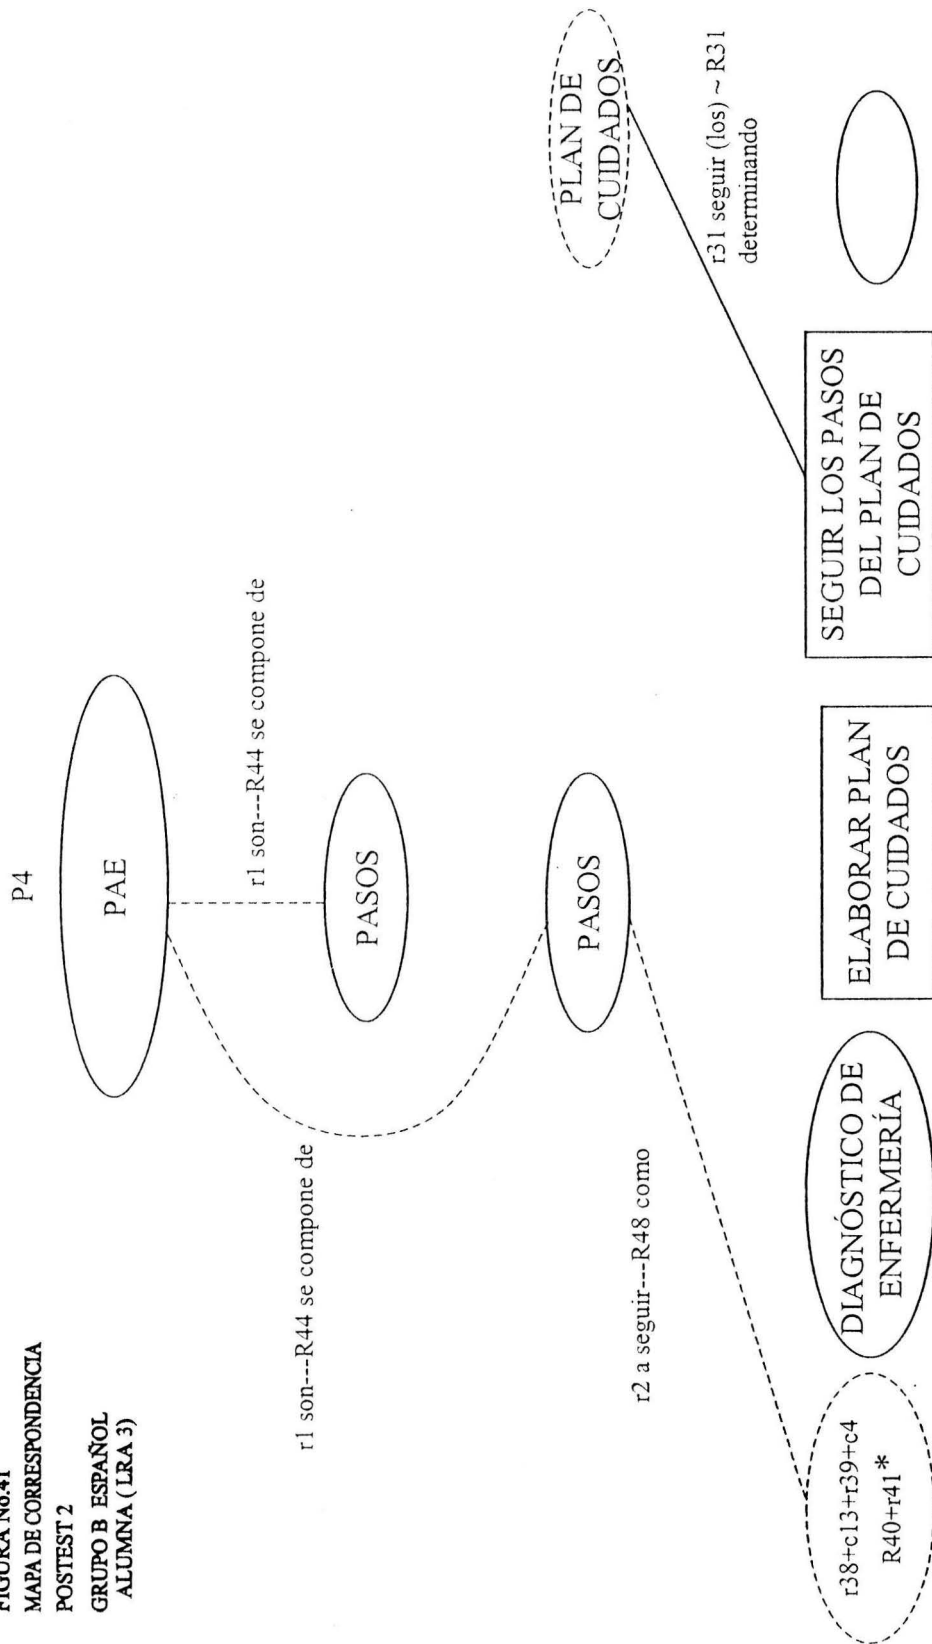 FIGURA No.41
MAPA DE CORRESPONDENCIA
POSTEST 2
GRUPO B ESPAÑOL
ALUMNA ( LRA 3)
P4
PAE
r1 son---R44 se compone de
PASOS
r1 son---R44 se compone de
PASOS
r2 a seguir---R48 como
PLAN DE
CUIDADOS
r31 seguir (los) ~ R31
determinando
r38+c13+r39+c4
R40+r41*
DIAGNÓSTICO DE
ENFERMERÍA
ELABORAR PLAN
DE CUIDADOS
SEGUIR LOS PASOS
DEL PLAN DE
CUIDADOS